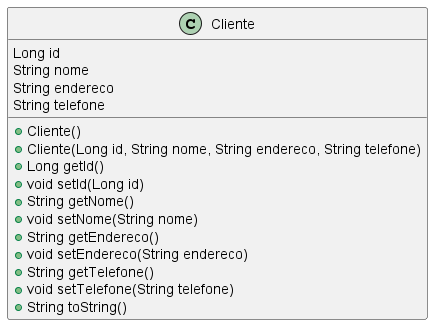 C Cliente
Long id
String nome
String endereco
String telefone
Cliente()
Cliente(Long id, String nome, String endereco, String telefone)
Long getId()
void setId(Long id)
String getNome()
void setNome(String nome)
String getEndereco()
void setEndereco(String endereco)
String getTelefone()
void setTelefone(String telefone)
String toString()